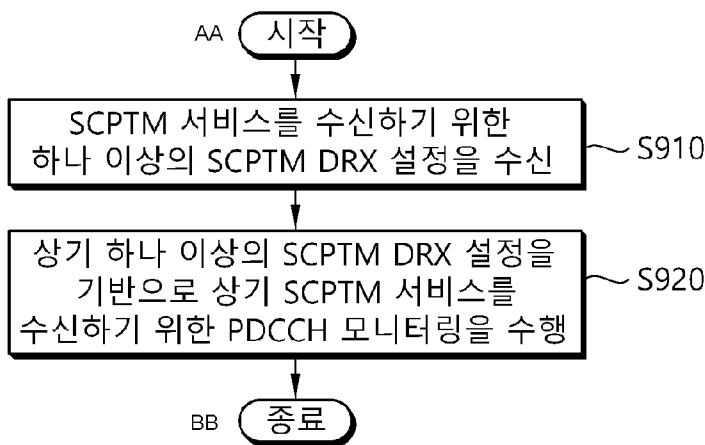 AA 시작
SCPTM 서비스를 수신하기 위한
하나 이상의 SCPTM DRX 설정을 수신
S910
상기 하나 이상의 SCPTM DRX 설정을
기반으로 상기 SCPTM 서비스를
수신하기 위한 PDCCH 모니터링을 수행
S920
BB 종료